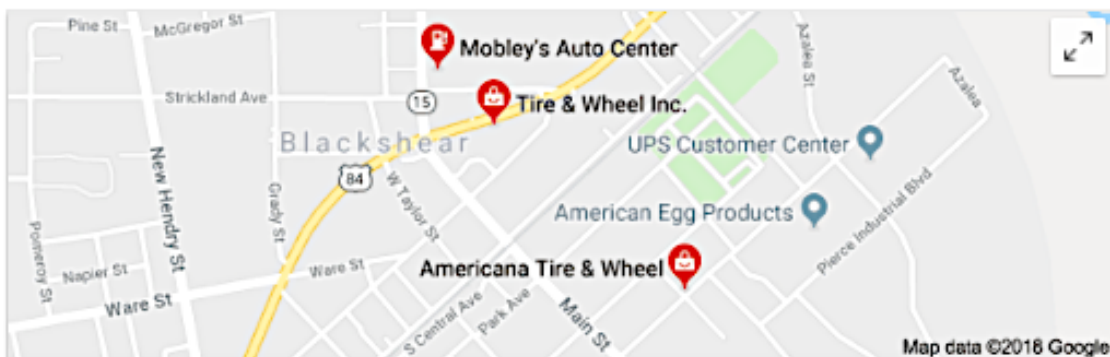 Pine St
McGregor St
Mobley's Auto Center
Azalea St
Azalea
Strickland Ave
15
Tire & Wheel Inc.
Blackshear
UPS Customer Center
84
New Hendry St
Grady St
W Taylor St
American Egg Products
Pierce Industrial Blvd
Pomeroy St
Napier St
Ware St
Ware St
Americana Tire & Wheel
S Central Ave
Park Ave
Main St
Map data ©2018 Google